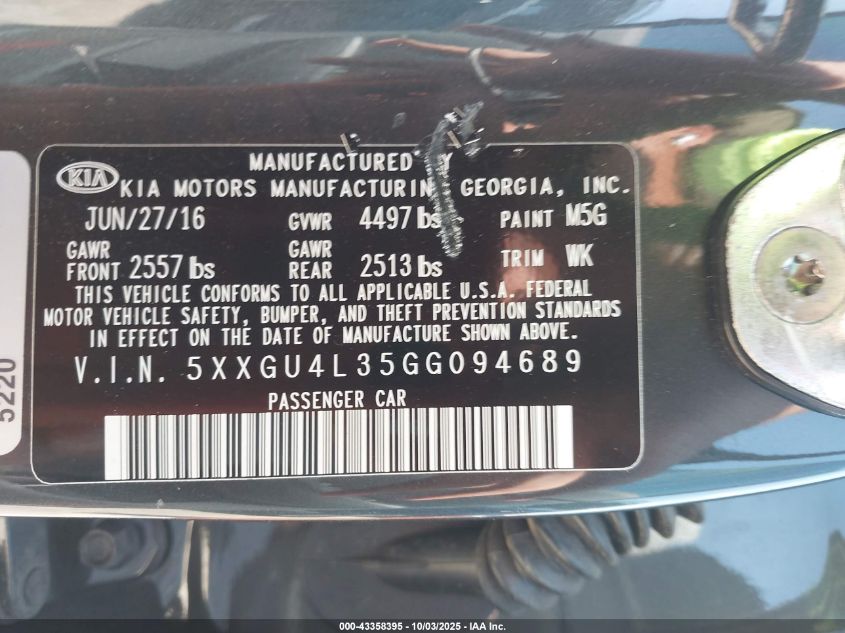 MANUFACTURED
KIA KIA MOTORS MANUFACTURIN GEORGIA, INC.
JUN/27/16 GVWR 4497 lbs PAINT M5G
GAWR FRONT 2557 lbs GAWR REAR 2513 lbs TRIM WK
THIS VEHICLE CONFORMS TO ALL APPLICABLE U.S.A. FEDERAL
MOTOR VEHICLE SAFETY, BUMPER, AND THEFT PREVENTION STANDARDS
IN EFFECT ON THE DATE OF MANUFACTURE SHOWN ABOVE.
V.I.N. 5XXGU4L35GG094689
PASSENGER CAR
5220
000-43358395 - 10/03/2025 - IAA Inc.